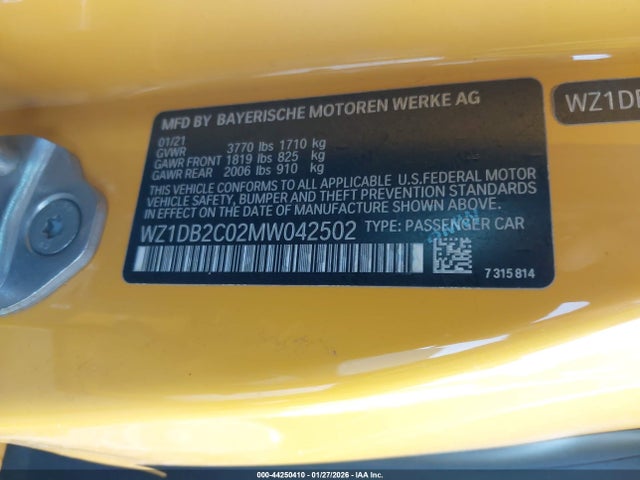 MFD BY BAYERISCHE MOTOREN WERKE AG
01/21
GVWR 3770 lbs 1710 kg
GAWR FRONT 1819 lbs 825 kg
GAWR REAR 2006 lbs 910 kg
THIS VEHICLE CONFORMS TO ALL APPLICABLE U.S.FEDERAL MOTOR
VEHICLE SAFETY, BUMPER, AND THEFT PREVENTION STANDARDS
IN EFFECT ON THE DATE OF MANUFACTURE SHOWN ABOVE.
WZ1DB2C02MW042502 TYPE: PASSENGER CAR
7 315 814
WZ1DB
000-44250410 - 01/27/2026 - IAA Inc.